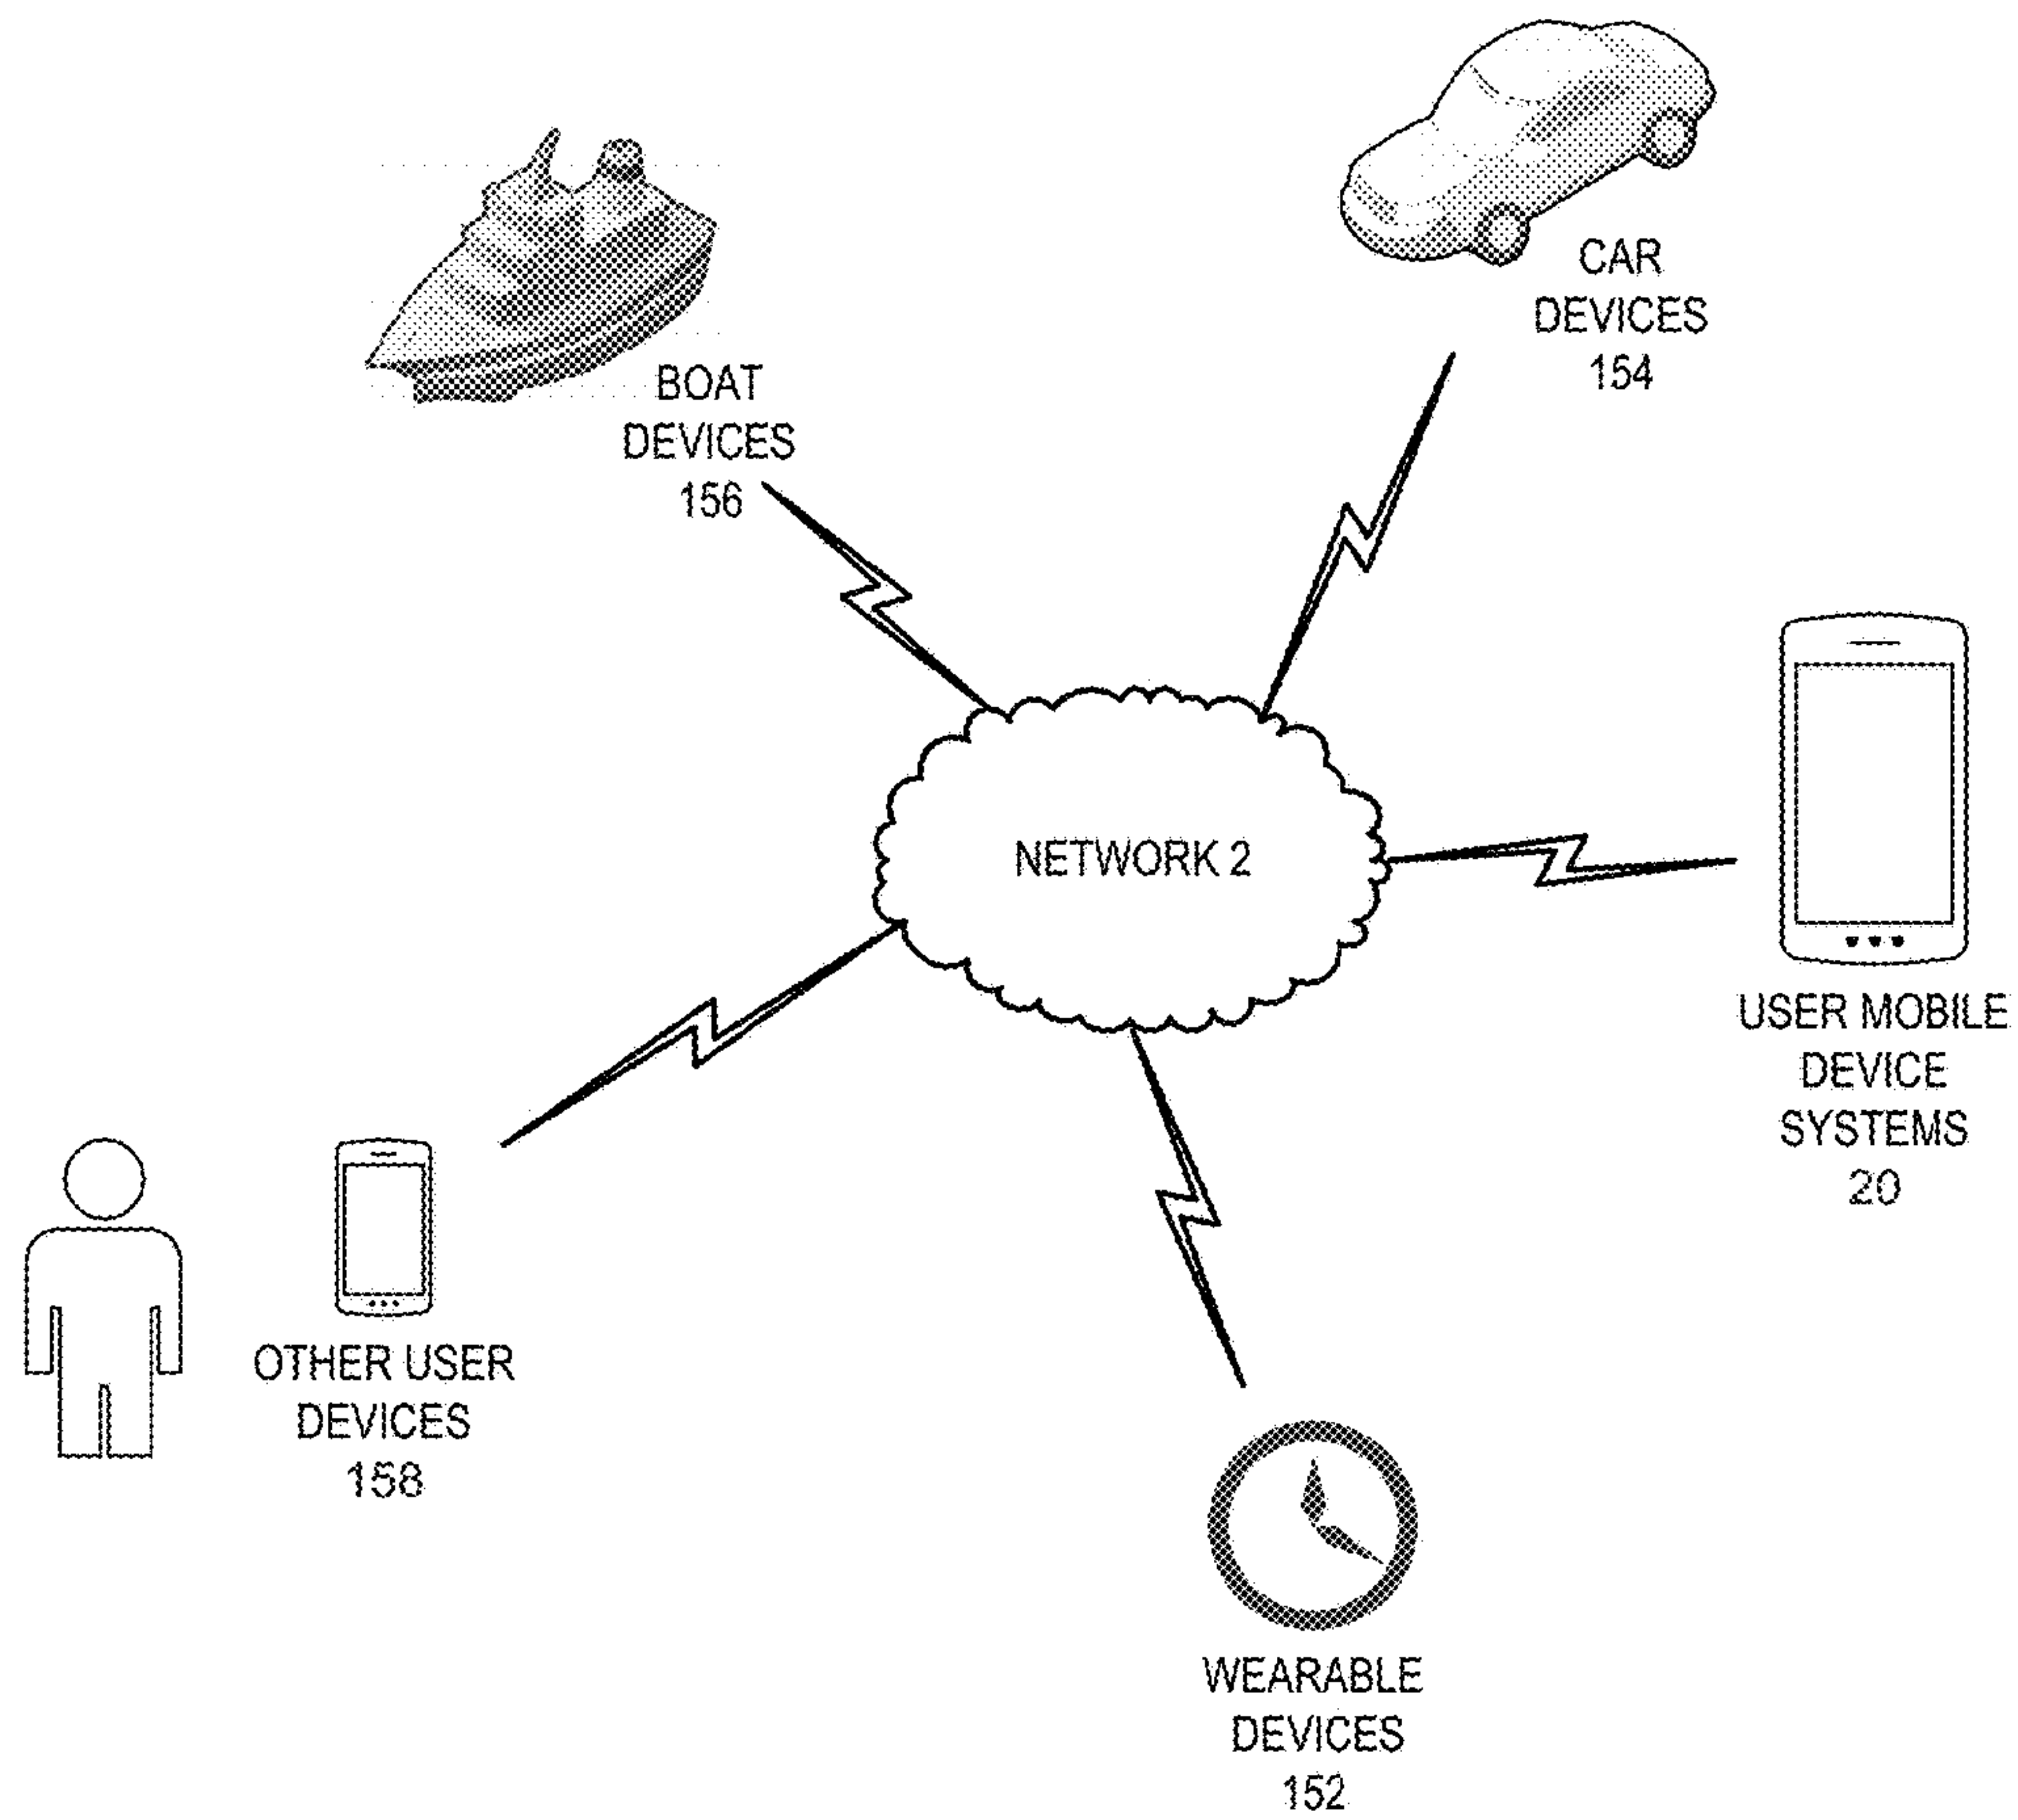 CAR
DEVICES
154
BOAT
DEVICES
156
NETWORK 2
USER MOBILE
DEVICE
SYSTEMS
20
OTHER USER
DEVICES
158
WEARABLE
DEVICES
152